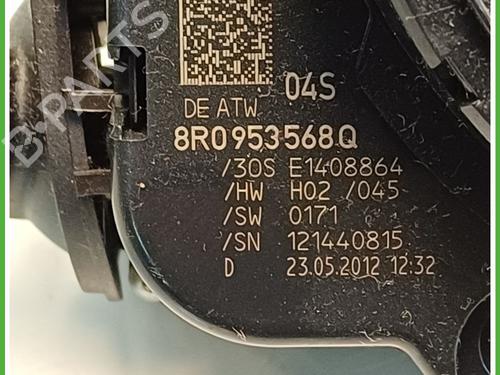 04S
DE ATW
8R0953568Q
/30S E1408864
/HW H02 /045
/SW 0171
/SN 121440815
D 23.05.2012 12:32
B-PARTS